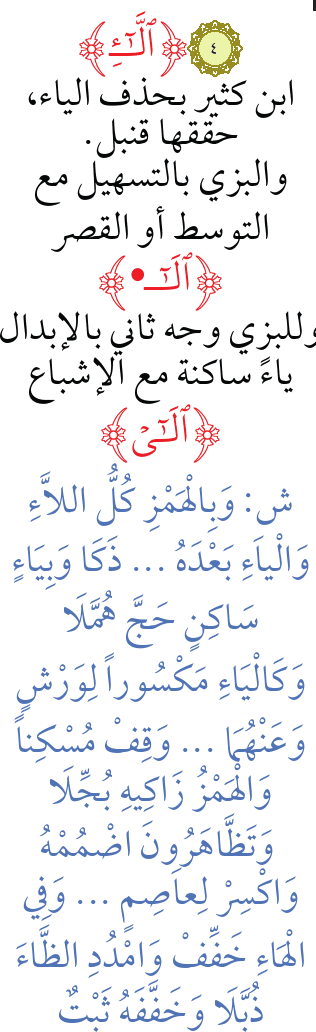 ٤ ﴿ٱلَّٰٓءِ﴾
ابن كثير بحذف الياء،
حققها قنبل.
والبزي بالتسهيل مع
التوسط أو القصر
﴿ٱلَـٰٓـ•﴾
وللبزي وجه ثاني بالإبدال
ياءً ساكنة مع الإشباع
﴿ٱلَـٰٓىْ﴾
ش: وَبِالْهَمْزِ كُلُّ اللاَّءِ
وَالْياَءِ بَعْدَهُ ... ذَكَا وَبِيَاءٍ
سَاكِنٍ حَجَّ هُمَّلَا
وَكَالْيَاءِ مَكْسُوراً لِوَرْشٍ
وَعَنْهُمَا ... وَقِفْ مُسْكِناً
وَالْهَمْزُ زَاكِيهِ بُجِّلَا
وَتَظَّاهَرُونَ اضْمُمْهُ
وَاكْسِرْ لِعاَصِمٍ ... وَفِي
الْهَاءِ خَفِّفْ وَامْدُدِ الظَّاءَ
ذُبَّلَا وَخَفَّفَهُ ثَبْتٌ